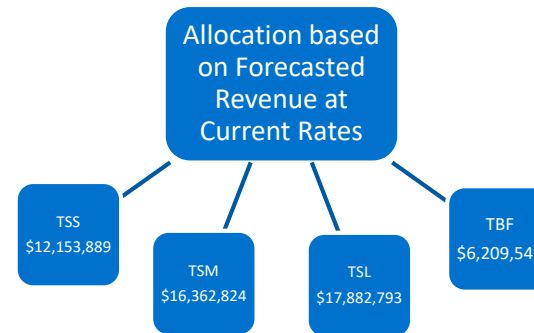 Allocation based
on Forecasted
Revenue at
Current Rates
TSS
$12,153,889
TSM
$16,362,824
TSL
$17,882,793
TBF
$6,209,54